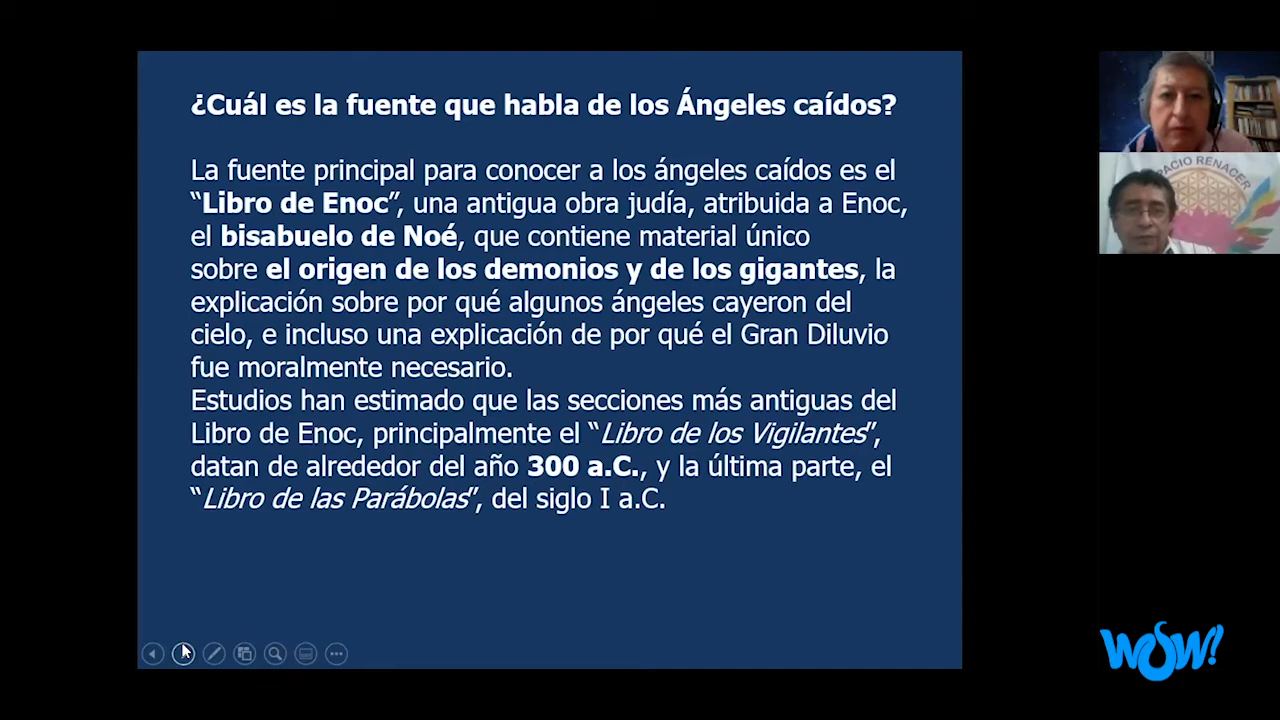 ¿Cuál es la fuente que habla de los Ángeles caídos?
La fuente principal para conocer a los ángeles caídos es el
“Libro de Enoc”, una antigua obra judía, atribuida a Enoc,
el bisabuelo de Noé, que contiene material único
sobre el origen de los demonios y de los gigantes, la
explicación sobre por qué algunos ángeles cayeron del
cielo, e incluso una explicación de por qué el Gran Diluvio
fue moralmente necesario.
Estudios han estimado que las secciones más antiguas del
Libro de Enoc, principalmente el “Libro de los Vigilantes”,
datan de alrededor del año 300 a.C., y la última parte, el
“Libro de las Parábolas”, del siglo I a.C.
PACIO RENACER
WOW!